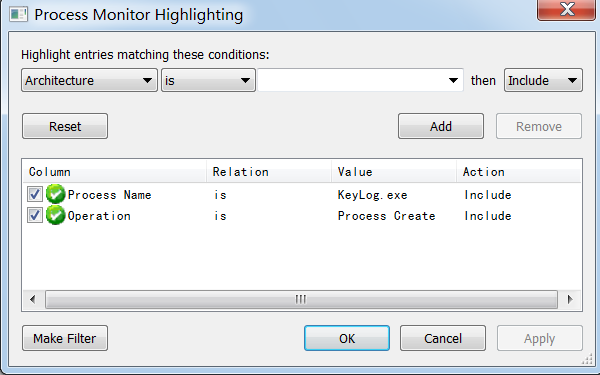 Process Monitor Highlighting
Highlight entries matching these conditions:
Architecture is then Include
Reset Add Remove
Column Relation Value Action
Process Name is KeyLog.exe Include
Operation is Process Create Include
Make Filter OK Cancel Apply